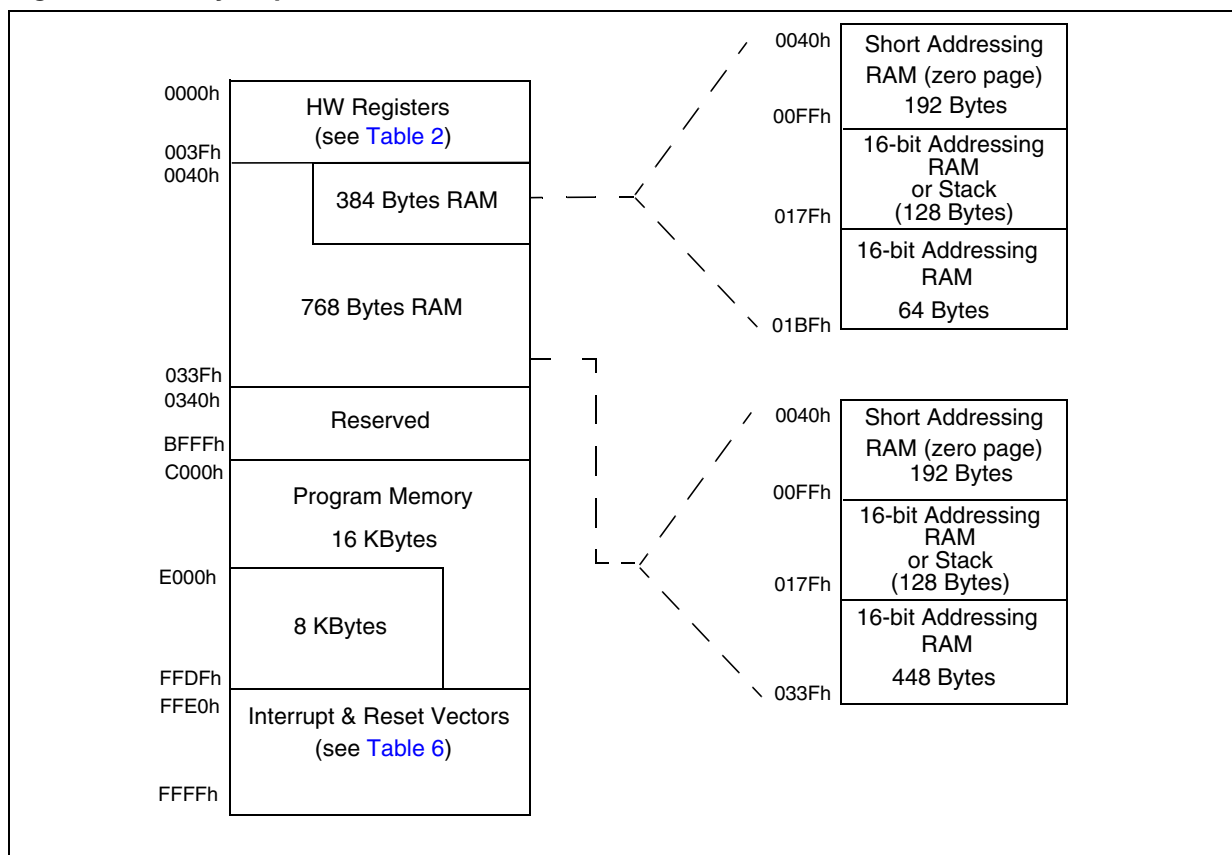 0000h
HW Registers
(see Table 2)
003Fh
0040h
384 Bytes RAM
768 Bytes RAM
033Fh
0340h
Reserved
BFFFh
C000h
Program Memory
16 KBytes
E000h
8 KBytes
FFDFh
FFE0h
Interrupt & Reset Vectors
(see Table 6)
FFFFh
0040h
Short Addressing
RAM (zero page)
192 Bytes
00FFh
16-bit Addressing
RAM
or Stack
(128 Bytes)
017Fh
16-bit Addressing
RAM
64 Bytes
01BFh
0040h
Short Addressing
RAM (zero page)
192 Bytes
00FFh
16-bit Addressing
RAM
or Stack
(128 Bytes)
017Fh
16-bit Addressing
RAM
448 Bytes
033Fh